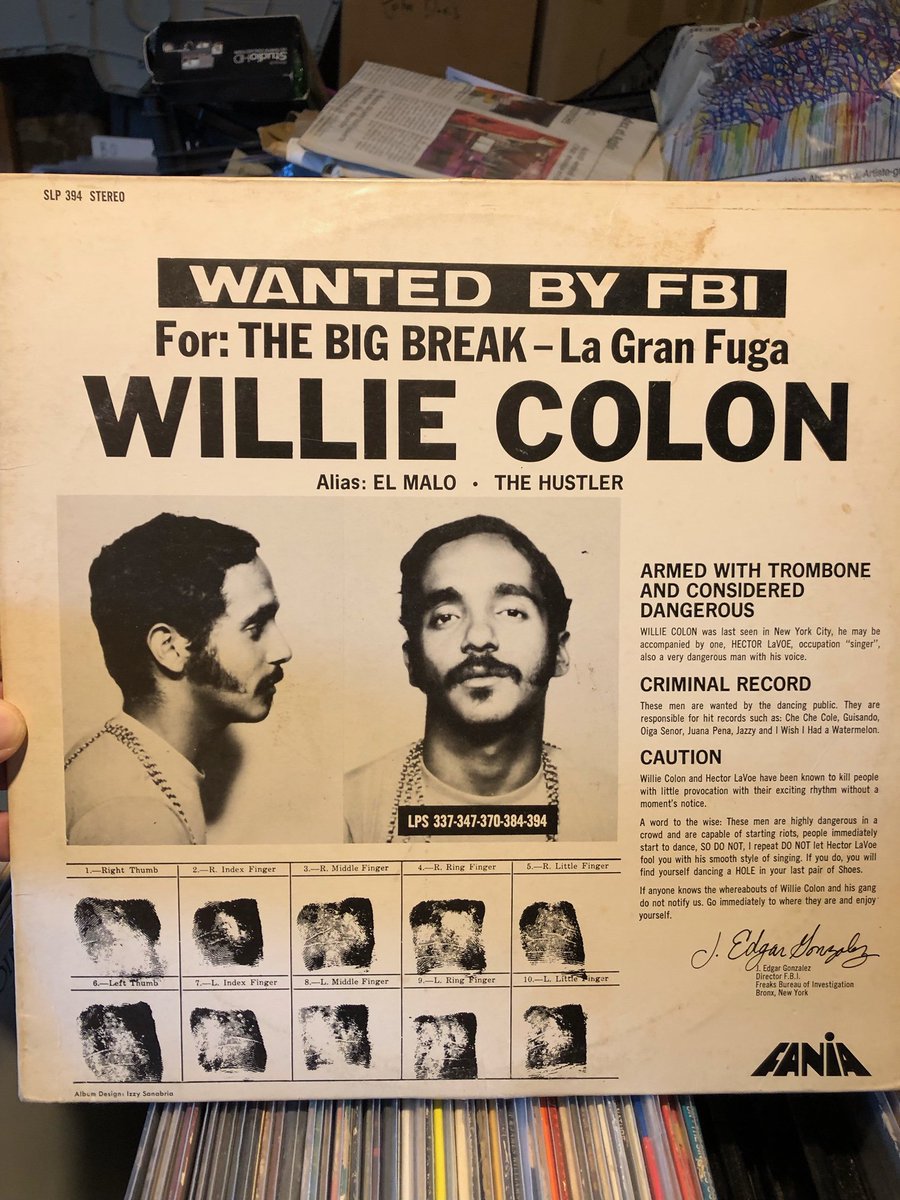 StudioHD
SLP 394 STEREO
WANTED BY FBI
For: THE BIG BREAK – La Gran Fuga
WILLIE COLON
Alias: EL MALO • THE HUSTLER
LPS 337-347-370-384-394
ARMED WITH TROMBONE
AND CONSIDERED
DANGEROUS
WILLIE COLON was last seen in New York City, he may be
accompanied by one, HECTOR LaVOE, occupation “singer”,
also a very dangerous man with his voice.
CRIMINAL RECORD
These men are wanted by the dancing public. They are
responsible for hit records such as: Che Che Cole, Guisando,
Oiga Senor, Juana Pena, Jazzy and I Wish I Had a Watermelon.
CAUTION
Willie Colon and Hector LaVoe have been known to kill people
with little provocation with their exciting rhythm without a
moment's notice.
A word to the wise: These men are highly dangerous in a
crowd and are capable of starting riots, people immediately
start to dance, SO DO NOT, I repeat DO NOT let Hector LaVoe
fool you with his smooth style of singing. If you do, you will
find yourself dancing a HOLE in your last pair of Shoes.
If anyone knows the whereabouts of Willie Colon and his gang
do not notify us. Go immediately to where they are and enjoy
yourself.
J. Edgar Gonzalez
J. Edgar Gonzalez
Director F.B.I.
Freaks Bureau of Investigation
Bronx, New York
1.—Right Thumb
2.—R. Index Finger
3.—R. Middle Finger
4.—R. Ring Finger
5.—R. Little Finger
6.—Left Thumb
7.—L. Index Finger
8.—L. Middle Finger
9.—L. Ring Finger
10.—L. Little Finger
FANIA
Album Design: Izzy Sanabria